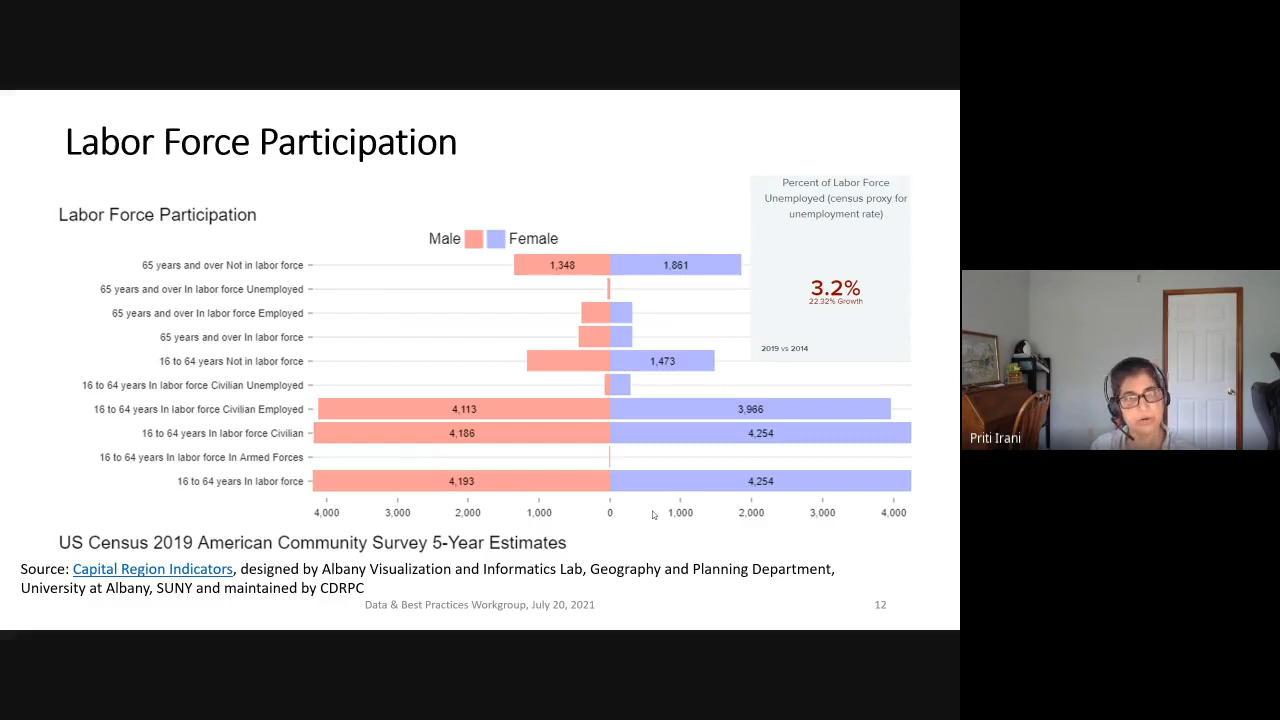 Labor Force Participation
Labor Force Participation
Male Female
Percent of Labor Force
Unemployed (census proxy for
unemployment rate)
3.2%
22.32% Growth
2019 vs 2014
65 years and over Not in labor force 1,348 1,861
65 years and over In labor force Unemployed
65 years and over In labor force Employed
65 years and over In labor force
16 to 64 years Not in labor force 1,473
16 to 64 years In labor force Civilian Unemployed
16 to 64 years In labor force Civilian Employed 4,113 3,966
16 to 64 years In labor force Civilian 4,186 4,254
16 to 64 years In labor force In Armed Forces
16 to 64 years In labor force 4,193 4,254
4,000 3,000 2,000 1,000 0 1,000 2,000 3,000 4,000
US Census 2019 American Community Survey 5-Year Estimates
Source: Capital Region Indicators, designed by Albany Visualization and Informatics Lab, Geography and Planning Department,
University at Albany, SUNY and maintained by CDRPC
Data & Best Practices Workgroup, July 20, 2021 12
Priti Irani